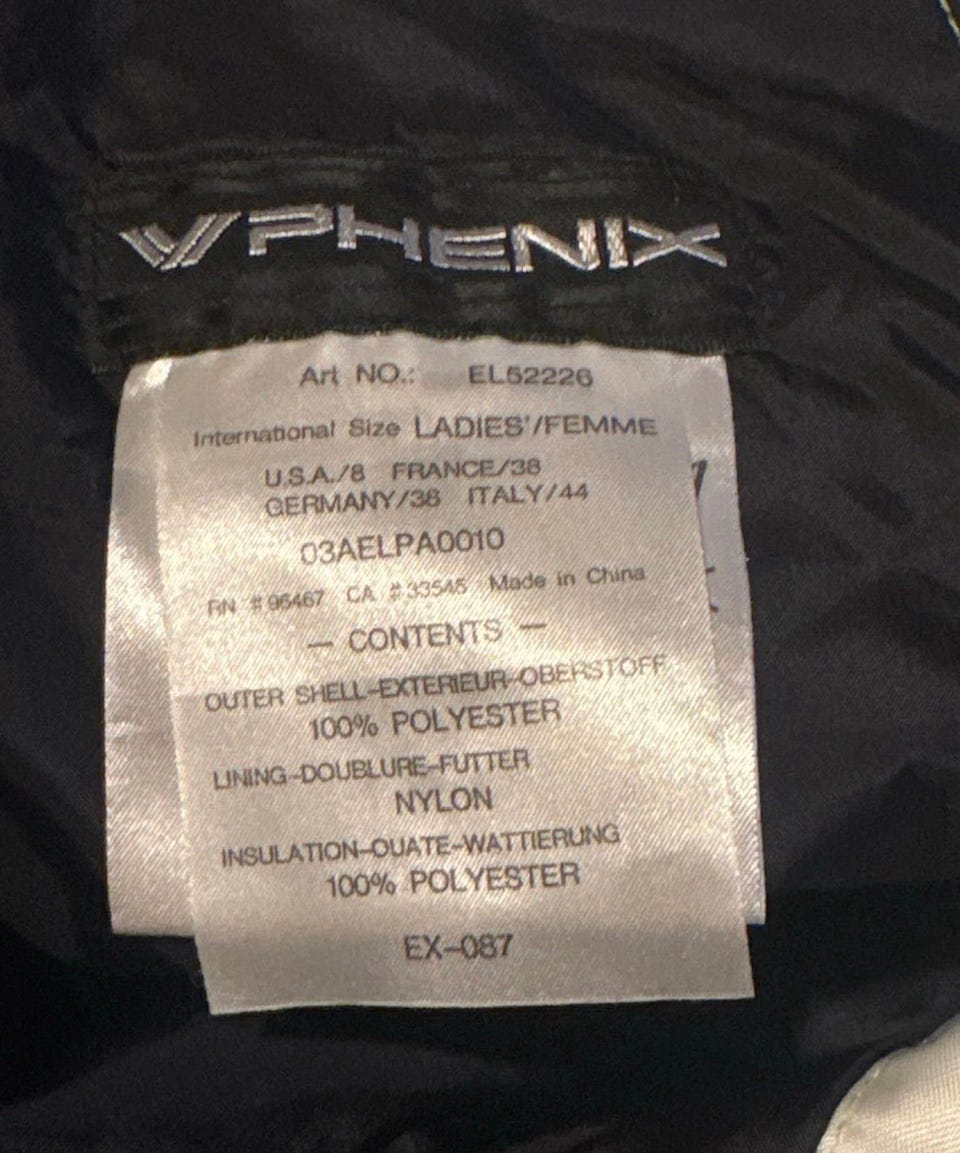 PHENIX
Art NO.: EL52226
International Size LADIES'/FEMME
U.S.A./8 FRANCE/38
GERMANY/38 ITALY/44
03AELPA0010
RN #96467 CA #33545 Made in China
— CONTENTS —
OUTER SHELL-EXTERIEUR-OBERSTOFF
100% POLYESTER
LINING-DOUBLURE-FUTTER
NYLON
INSULATION-OUATE-WATTIERUNG
100% POLYESTER
EX-087